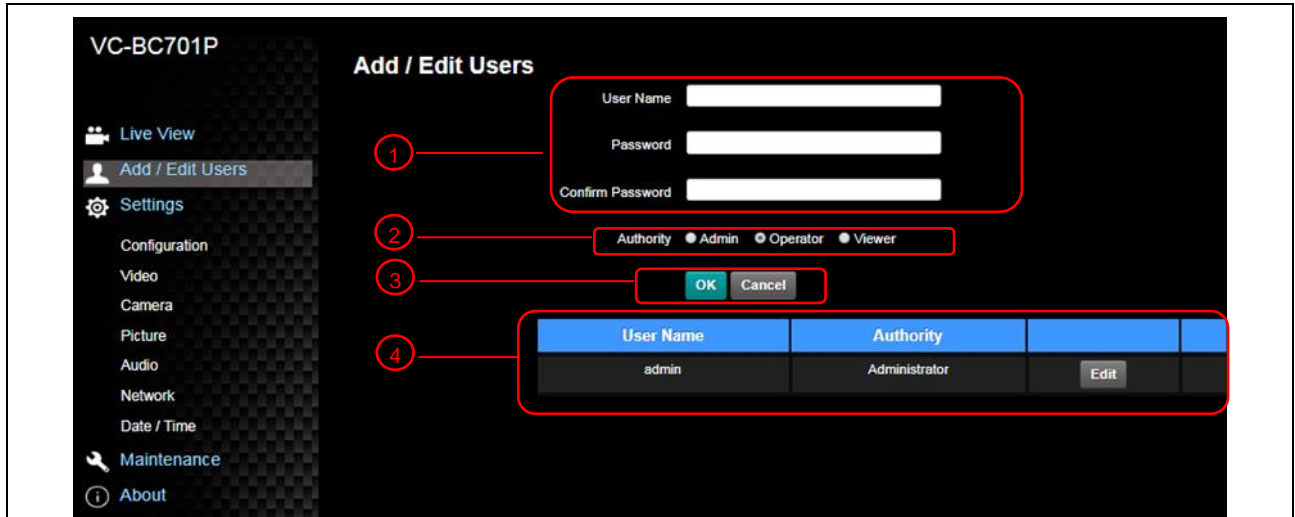 VC-BC701P
Live View
Add / Edit Users
Settings
Configuration
Video
Camera
Picture
Audio
Network
Date / Time
Maintenance
About
Add / Edit Users
1
User Name
Password
Confirm Password
2
Authority Admin Operator Viewer
3
OK Cancel
4
User Name Authority
admin Administrator Edit